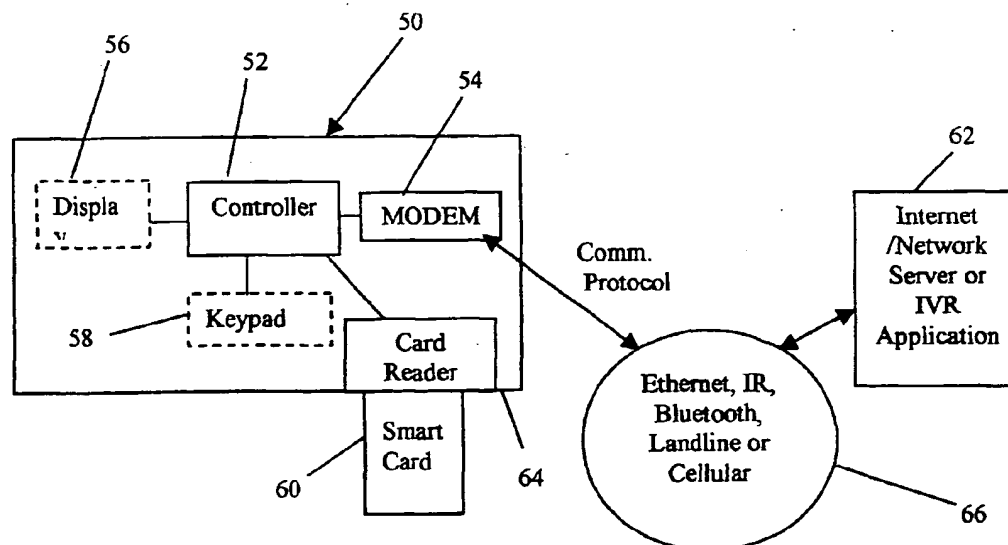 50
56
52
54
62
Displa
y
Controller
MODEM
Internet
/Network
Server or
IVR
Application
Comm.
Protocol
58
Keypad
Card
Reader
Ethernet, IR,
Bluetooth,
Landline or
Cellular
Smart
Card
60
64
66